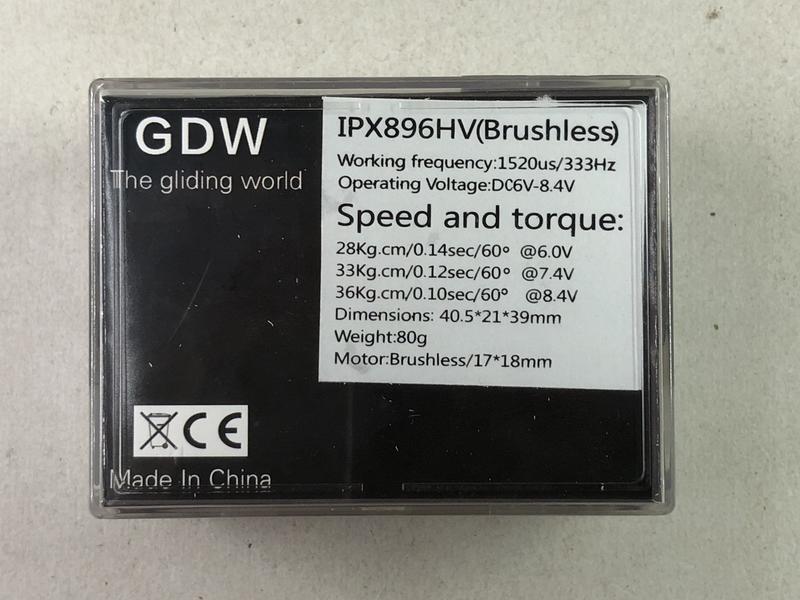 GDW
The gliding world
IPX896HV(Brushless)
Working frequency:1520us/333Hz
Operating Voltage:DC6V-8.4V
Speed and torque:
28Kg.cm/0.14sec/60° @6.0V
33Kg.cm/0.12sec/60° @7.4V
36Kg.cm/0.10sec/60° @8.4V
Dimensions: 40.5*21*39mm
Weight:80g
Motor:Brushless/17*18mm
CE
Made In China